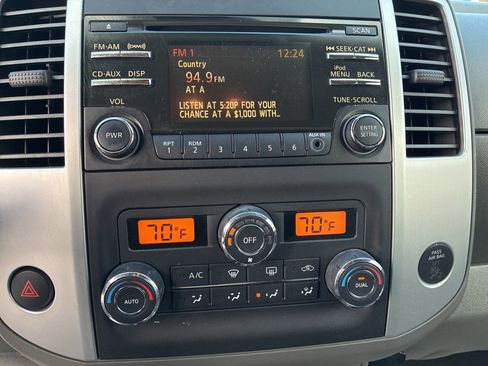 SCAN
FM·AM
FM 1 12:24
SEEK·CAT
Country
iPod
CD·AUX DISP
94.9 FM
MENU BACK
AT A
VOL
LISTEN AT 5:20P FOR YOUR
TUNE·SCROLL
CHANCE AT A $1,000 WITH...
AUX IN
PWR
RPT RDM
1 2 3 4 5 6
ENTER
SETTING
70°F
OFF
70°F
PASS
AIR BAG
A/C
AUTO
DUAL